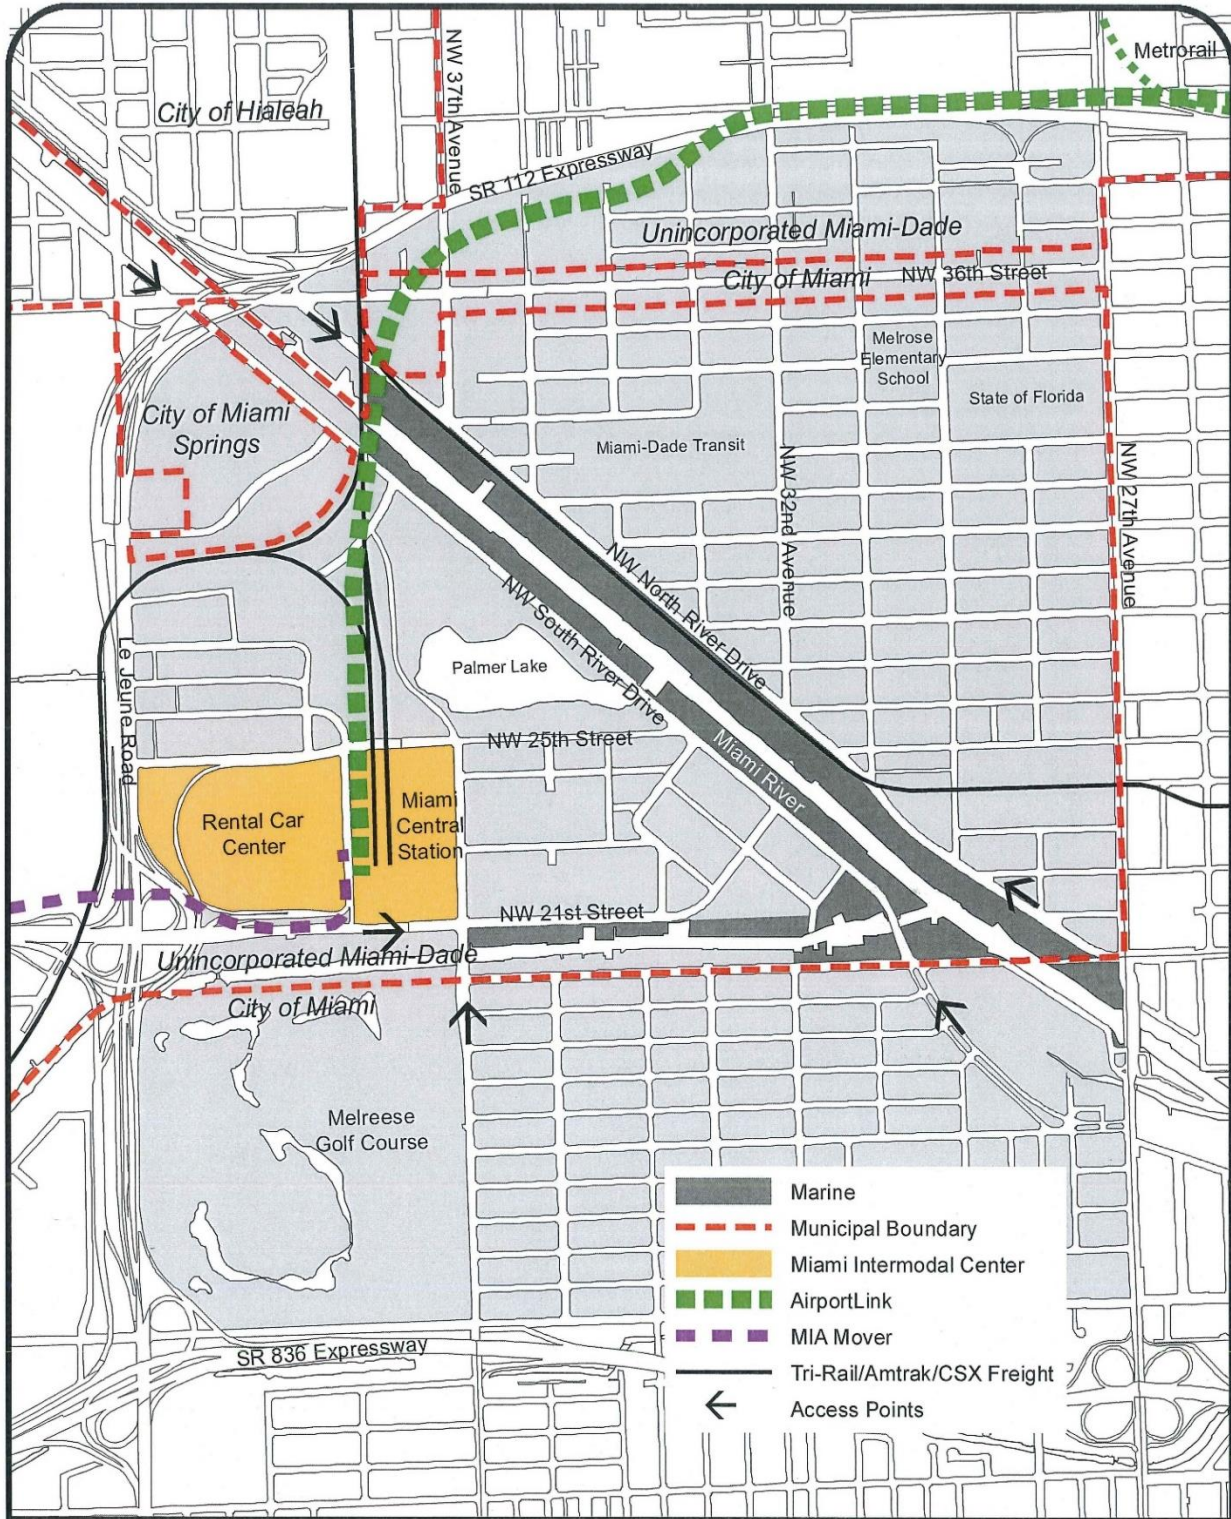 Metrorail
City of Hialeah
NW 37th Avenue
SR 112 Expressway
Unincorporated Miami-Dade
City of Miami
NW 36th Street
Melrose
Elementary
School
State of Florida
City of Miami
Springs
Miami-Dade Transit
NW 32nd Avenue
NW 27th Avenue
NW North River Drive
NW South River Drive
Palmer Lake
Le Jeune Road
NW 25th Street
Miami River
Rental Car
Center
Miami
Central
Station
NW 21st Street
Unincorporated Miami-Dade
City of Miami
Melreese
Golf Course
SR 836 Expressway
Marine
Municipal Boundary
Miami Intermodal Center
AirportLink
MIA Mover
Tri-Rail/Amtrak/CSX Freight
Access Points